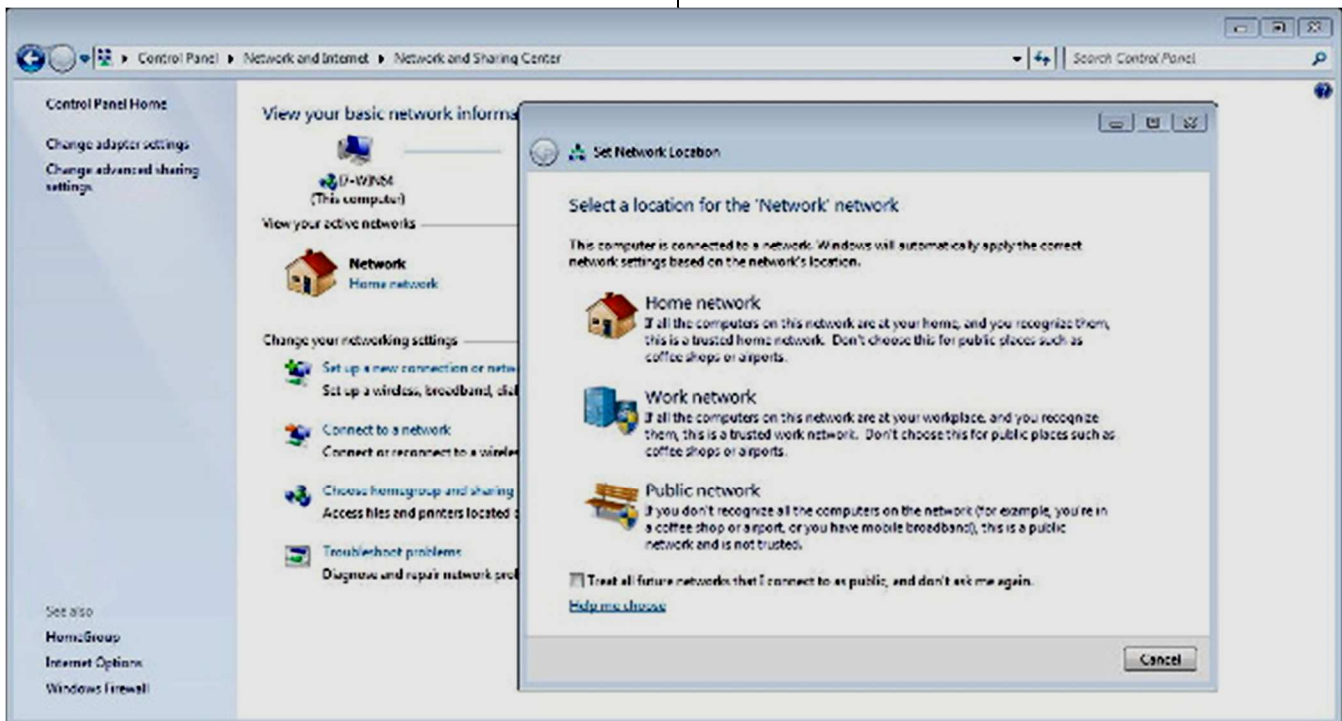 Control Panel ▸ Network and Internet ▸ Network and Sharing Center
Search Control Panel
Control Panel Home
Change adapter settings
Change advanced sharing
settings
See also
HomeGroup
Internet Options
Windows Firewall
View your basic network informa
(This computer)
View your active networks
Network
Home network
Change your networking settings
Set up a new connection or netw
Set up a wireless, broadband, dial
Connect to a network
Connect or reconnect to a wireles
Choose homegroup and sharing
Access files and printers located
Troubleshoot problems
Diagnose and repair network prob
Set Network Location
Select a location for the 'Network' network
This computer is connected to a network. Windows will automatically apply the correct
network settings based on the network's location.
Home network
If all the computers on this network are at your home, and you recognize them,
this is a trusted home network. Don't choose this for public places such as
coffee shops or airports.
Work network
If all the computers on this network are at your workplace, and you recognize
them, this is a trusted work network. Don't choose this for public places such as
coffee shops or airports.
Public network
If you don't recognize all the computers on the network (for example, you're in
a coffee shop or airport, or you have mobile broadband), this is a public
network and is not trusted.
Treat all future networks that I connect to as public, and don't ask me again.
Help me choose
Cancel